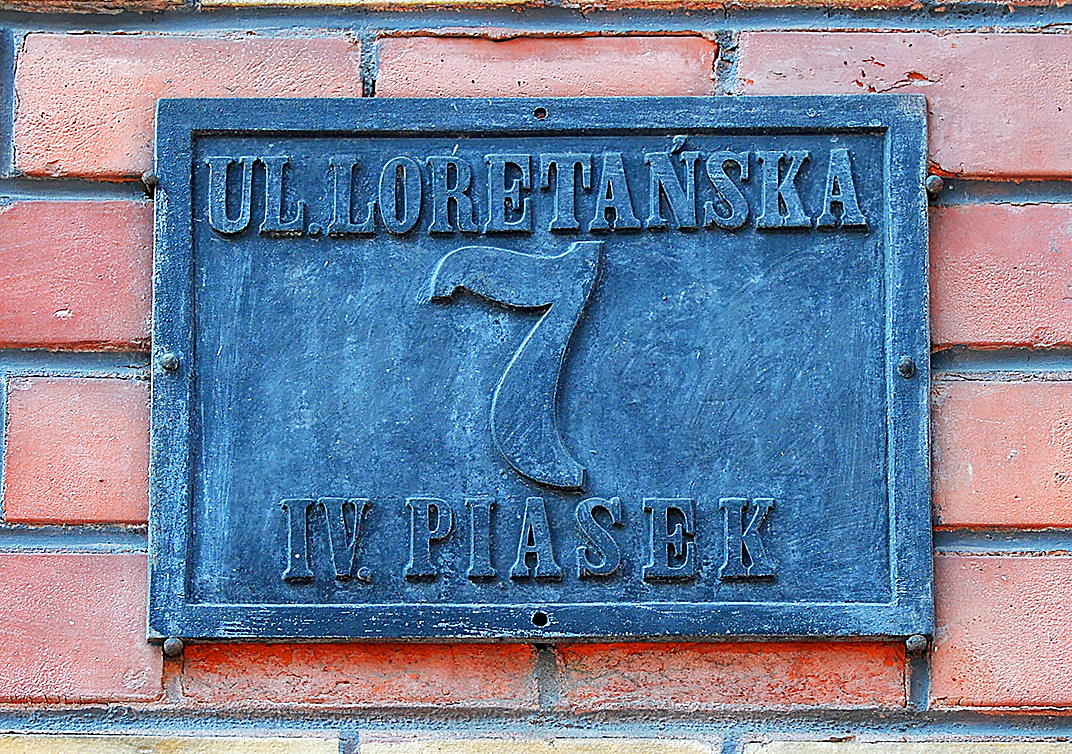 UL. LORETAŃSKA
7
IV. PIASEK